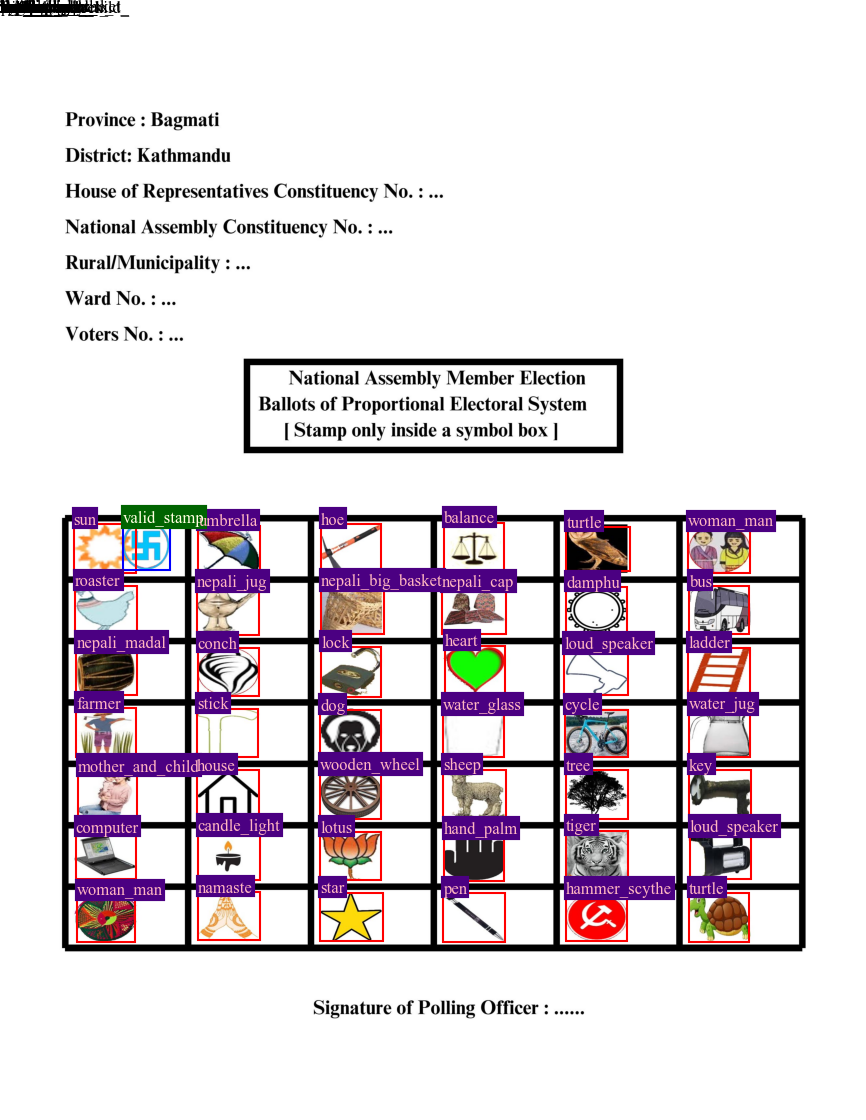 Province : Bagmati
District: Kathmandu
House of Representatives Constituency No. : ...
National Assembly Constituency No. : ...
Rural/Municipality : ...
Ward No. : ...
Voters No. : ...
National Assembly Member Election
Ballots of Proportional Electoral System
[ Stamp only inside a symbol box ]
sun valid_stamp umbrella hoe balance turtle woman_man
roaster nepali_jug nepali_big_basket nepali_cap damphu bus
nepali_madal conch lock heart loud_speaker ladder
farmer stick dog water_glass cycle water_jug
mother_and_child house wooden_wheel sheep tree key
computer candle_light lotus hand_palm tiger loud_speaker
woman_man namaste star pen hammer_scythe turtle
Signature of Polling Officer : ......